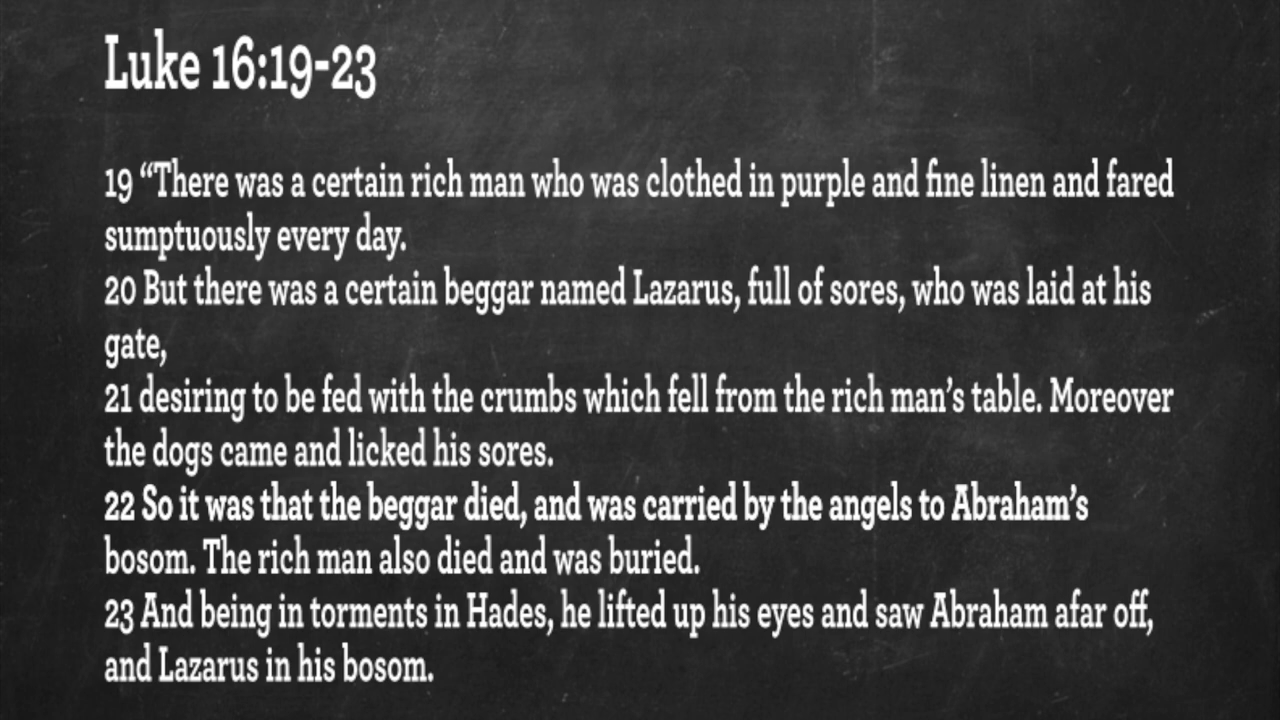 Luke 16:19-23
19 “There was a certain rich man who was clothed in purple and fine linen and fared
sumptuously every day.
20 But there was a certain beggar named Lazarus, full of sores, who was laid at his
gate,
21 desiring to be fed with the crumbs which fell from the rich man’s table. Moreover
the dogs came and licked his sores.
22 So it was that the beggar died, and was carried by the angels to Abraham’s
bosom. The rich man also died and was buried.
23 And being in torments in Hades, he lifted up his eyes and saw Abraham afar off,
and Lazarus in his bosom.